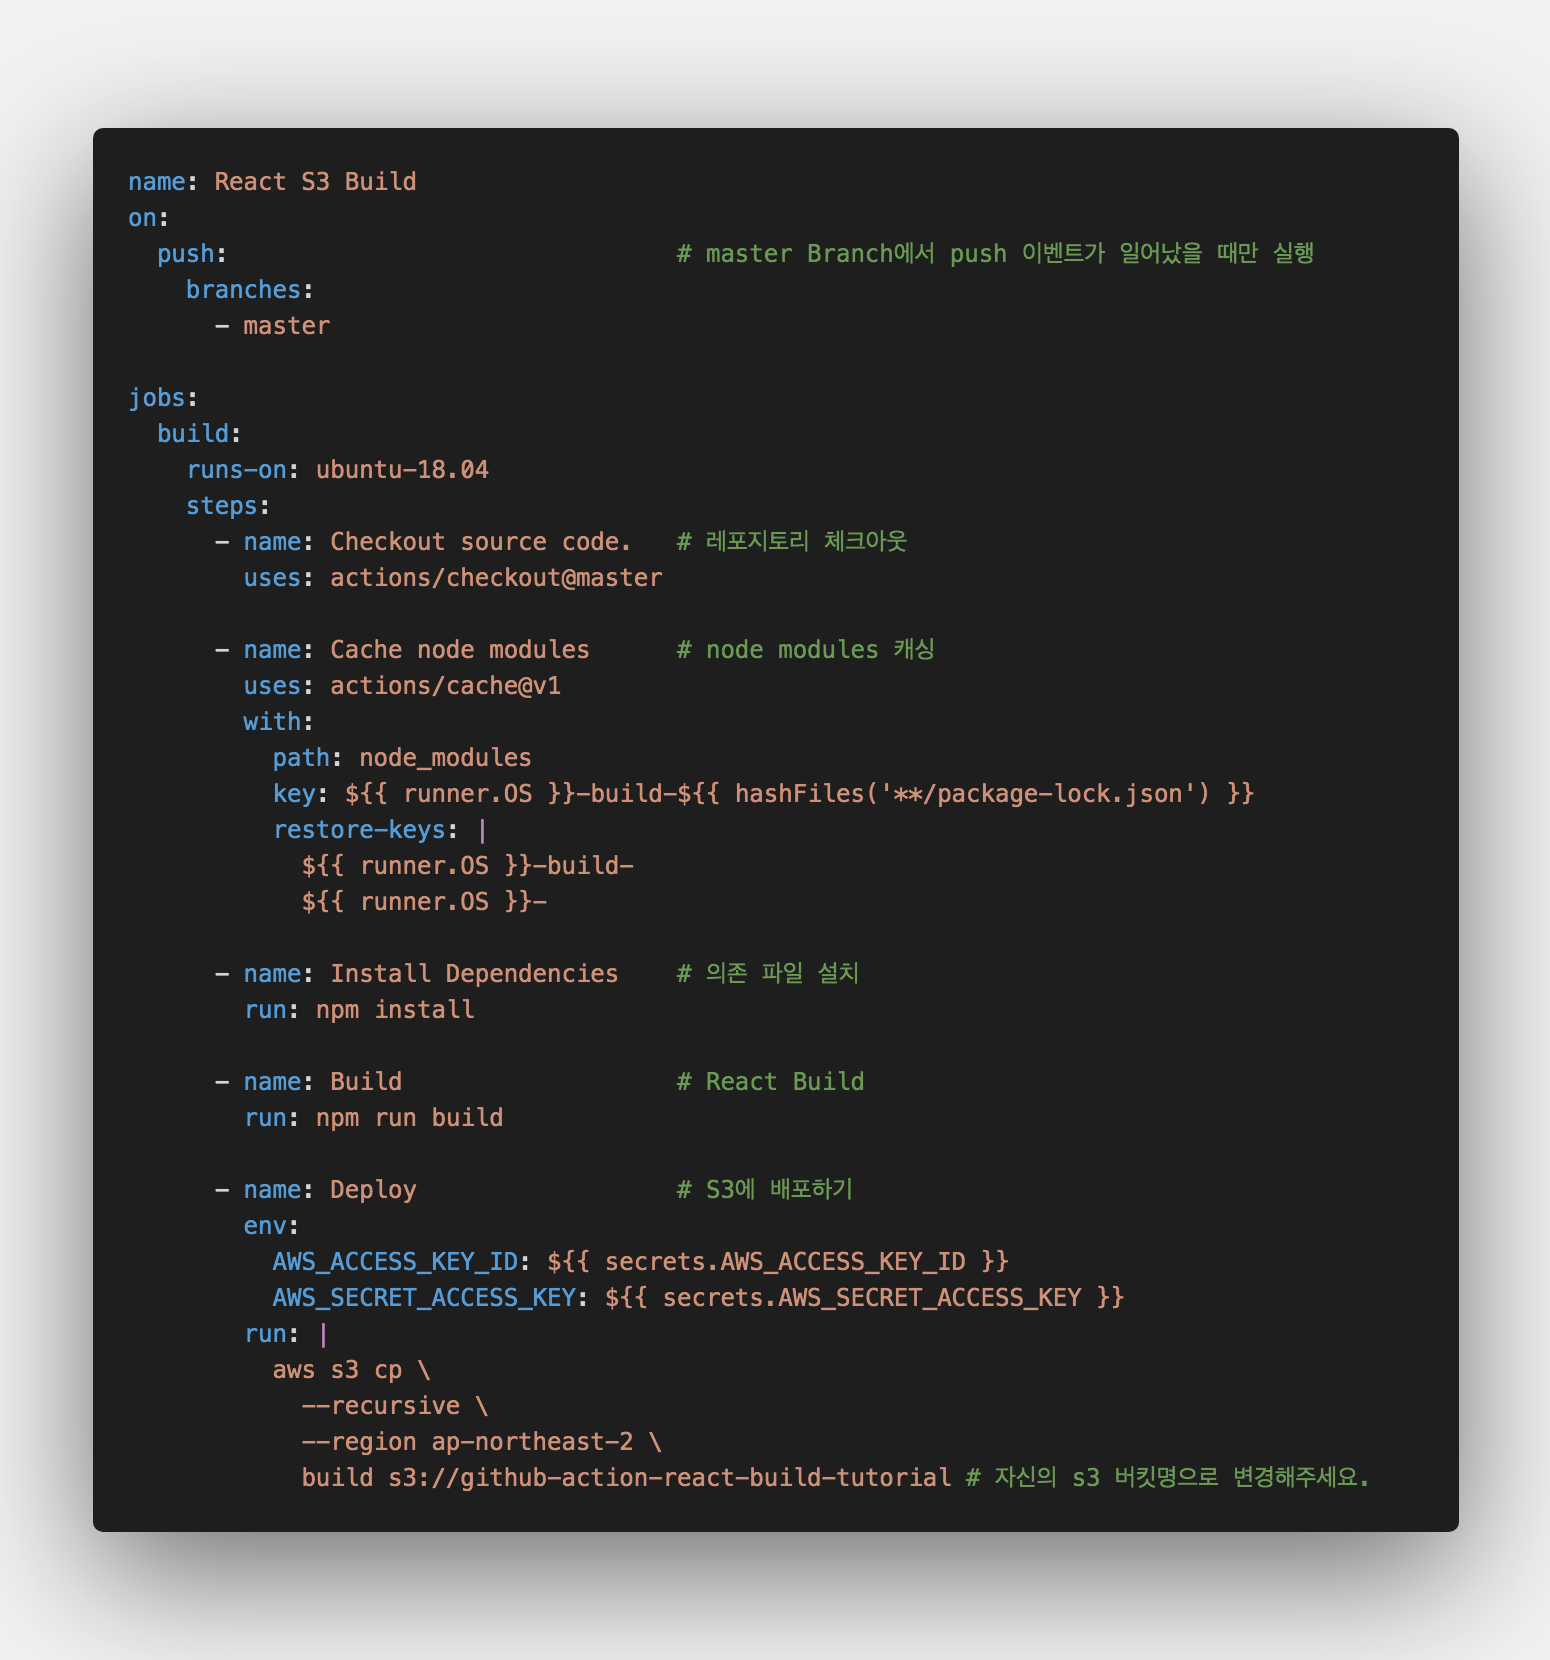 name: React S3 Build
on:
  push:                               # master Branch에서 push 이벤트가 일어났을 때만 실행
    branches:
      - master

jobs:
  build:
    runs-on: ubuntu-18.04
    steps:
      - name: Checkout source code.   # 레포지토리 체크아웃
        uses: actions/checkout@master

      - name: Cache node modules      # node modules 캐싱
        uses: actions/cache@v1
        with:
          path: node_modules
          key: ${{ runner.OS }}-build-${{ hashFiles('**/package-lock.json') }}
          restore-keys: |
            ${{ runner.OS }}-build-
            ${{ runner.OS }}-

      - name: Install Dependencies    # 의존 파일 설치
        run: npm install

      - name: Build                   # React Build
        run: npm run build

      - name: Deploy                  # S3에 배포하기
        env:
          AWS_ACCESS_KEY_ID: ${{ secrets.AWS_ACCESS_KEY_ID }}
          AWS_SECRET_ACCESS_KEY: ${{ secrets.AWS_SECRET_ACCESS_KEY }}
        run: |
          aws s3 cp \
            --recursive \
            --region ap-northeast-2 \
            build s3://github-action-react-build-tutorial # 자신의 s3 버킷명으로 변경해주세요.